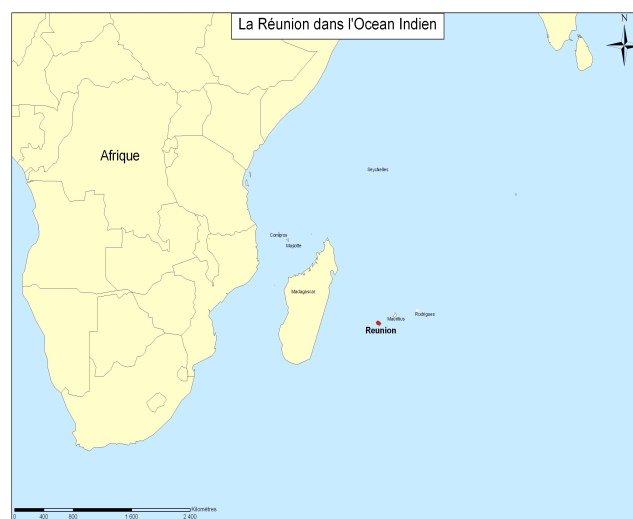 La Réunion dans l'Ocean Indien
N
Afrique
Seychelles
Comores
Mayotte
Madagascar
Mauritius
Rodrigues
Reunion
0 400 800 1 600 2 400 Kilomètres